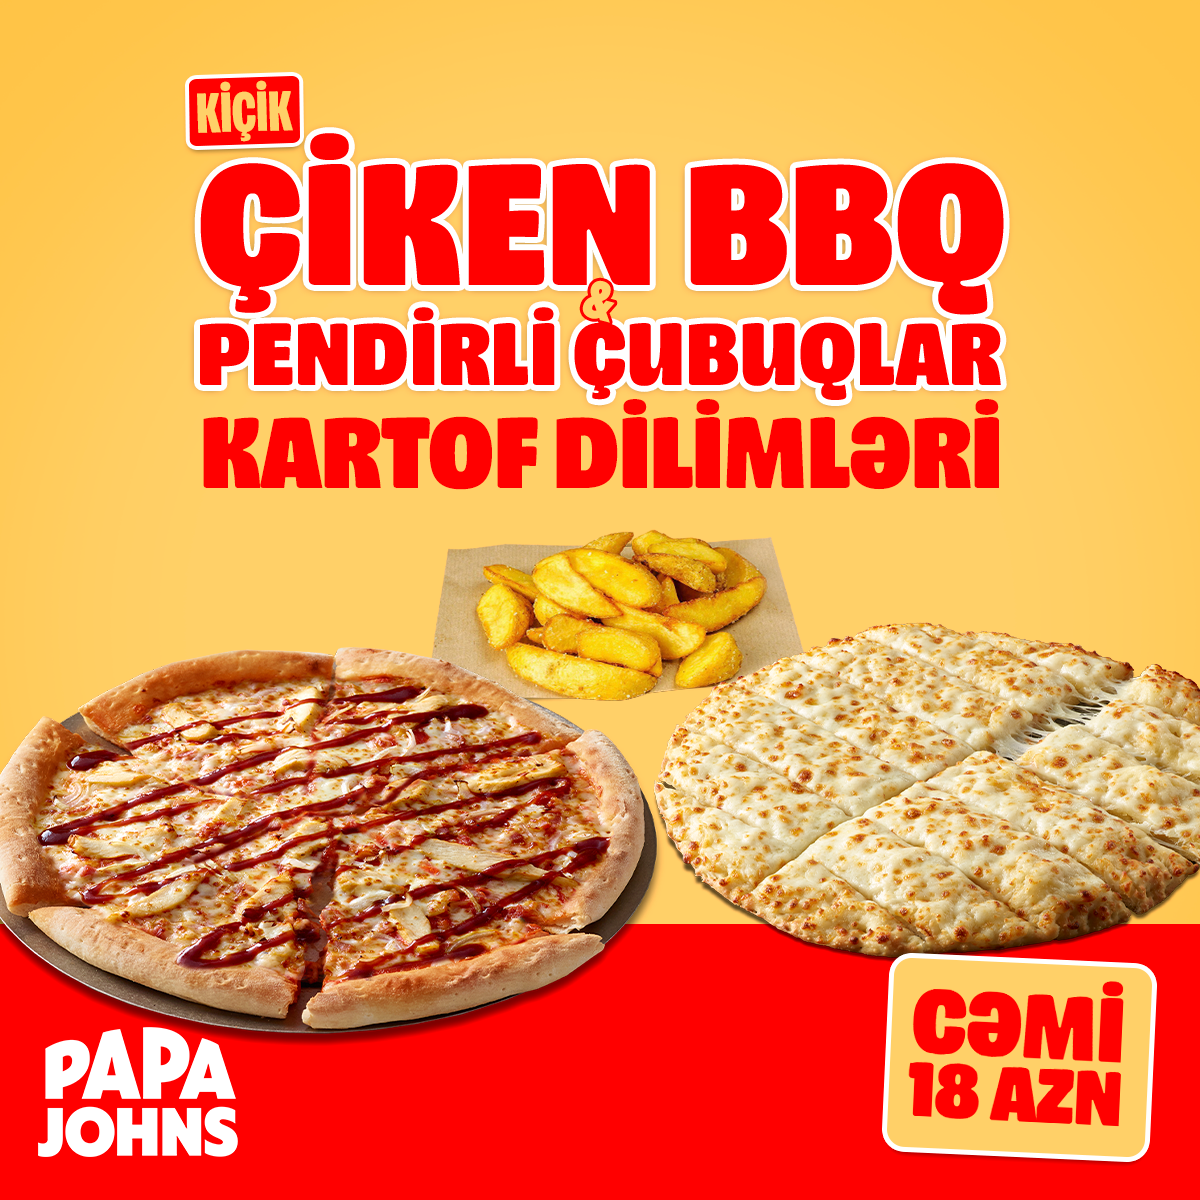 KİÇİK
ÇİKEN BBQ
&
PENDİRLİ ÇUBUQLAR
KARTOF DİLİMLƏRİ
CƏMİ
18 AZN
PAPA
JOHNS